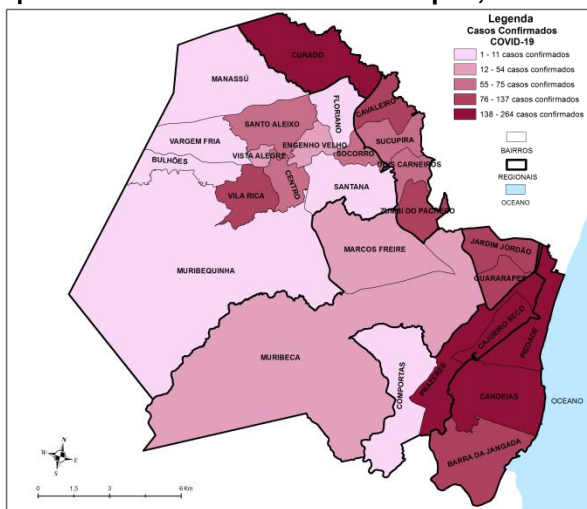 Legenda
Casos Confirmados
COVID-19
1 - 11 casos confirmados
12 - 54 casos confirmados
55 - 75 casos confirmados
76 - 137 casos confirmados
138 - 264 casos confirmados
BAIRROS
REGIONAIS
OCEANO
CURADO
MANASSÚ
FLORIANO
CAVALEIRO
SANTO ALEIXO
VARGEM FRIA
ENGENHO VELHO
SUCUPIRA
BULHÕES
VISTA ALEGRE
SOCORRO
DOIS CARNEIROS
CENTRO
SANTANA
VILA RICA
ZUMBI DO PACHECO
MARCOS FREIRE
JARDIM JORDÃO
MURIBEQUINHA
GUARARAPES
CAJUEIRO SECO
PIEDADE
MURIBECA
COMPORTAS
PRAZERES
CANDEIAS
OCEANO
BARRA DA JANGADA
N
W
E
S
0 1,5 3 6 Km